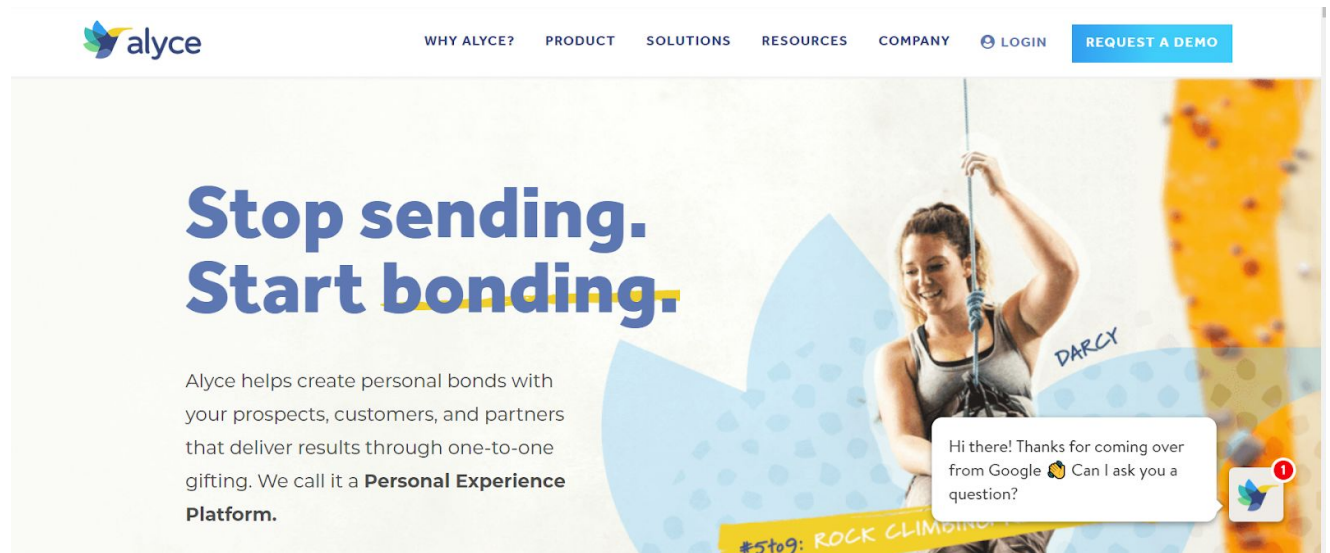 alyce
WHY ALYCE?
PRODUCT
SOLUTIONS
RESOURCES
COMPANY
LOGIN
REQUEST A DEMO
Stop sending.
Start bonding.
Alyce helps create personal bonds with
your prospects, customers, and partners
that deliver results through one-to-one
gifting. We call it a Personal Experience
Platform.
DARCY
#5to9: ROCK CLIMBING
Hi there! Thanks for coming over
from Google 👏 Can I ask you a
question?
1